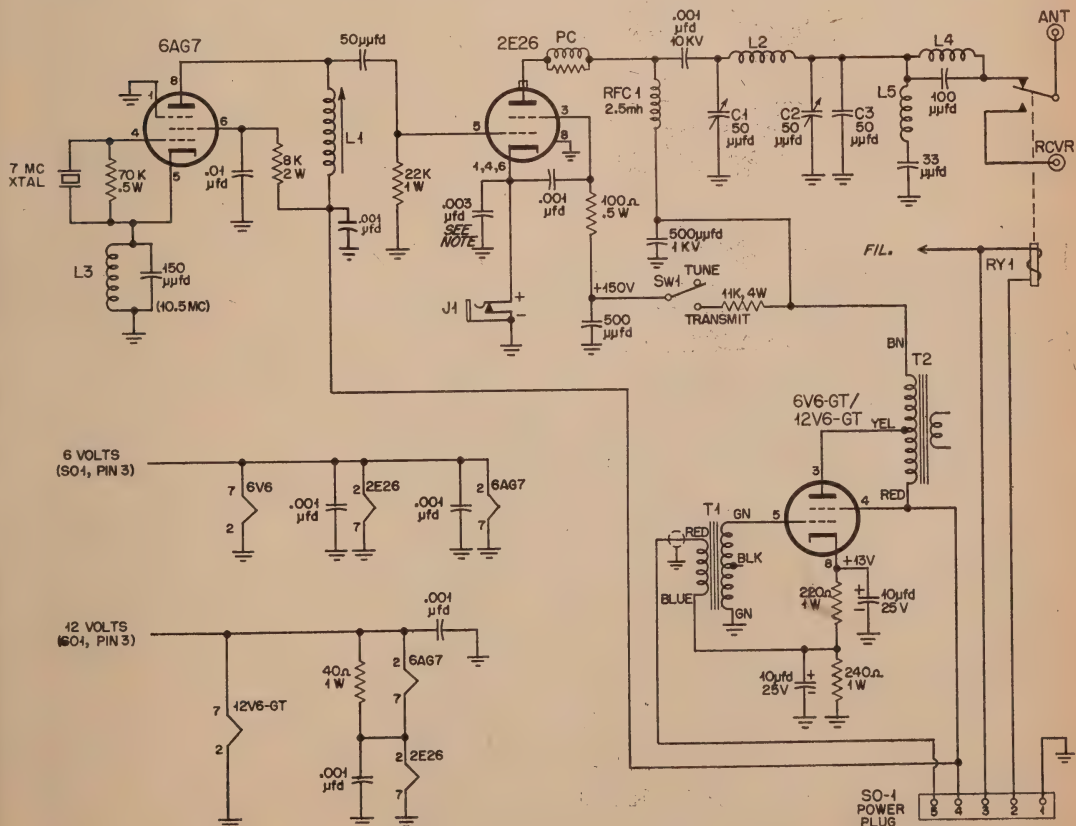 6AG7
8
1
4
6
5
7 MC
XTAL
70K
.5W
.01
µfd
8K
2W
L1
.001
µfd
L3
150
µµfd
(10.5MC)
50µµfd
22K
1W
2E26
PC
5
3
8
1,4,6
.003
µfd
SEE
NOTE
.001
µfd
100Ω
.5W
J1
+
-
+150V
500
µµfd
SW1
TUNE
TRANSMIT
11K, 4W
RFC 1
2.5mh
500µµfd
1 KV
.001
µfd
10KV
L2
C1
50
µµfd
C2
50
µµfd
C3
50
µµfd
L4
100
µµfd
L5
33
µµfd
ANT
RCVR
FIL.
RY1
BN
T2
YEL
RED
6V6-GT/
12V6-GT
3
5
4
8
+13V
T1
GN
RED
BLK
BLUE
GN
220Ω
1W
+
-
10µfd
25V
10µfd
25V
+
-
240Ω
1W
6 VOLTS
(SO1, PIN 3)
7
6V6
2
.001
µfd
2
2E26
7
.001
µfd
2
6AG7
7
12 VOLTS
(SO1, PIN 3)
.001
µfd
7
12V6-GT
2
40Ω
1W
2
6AG7
7
.001
µfd
2
2E26
7
SO-1
POWER
PLUG
5
4
3
2
1